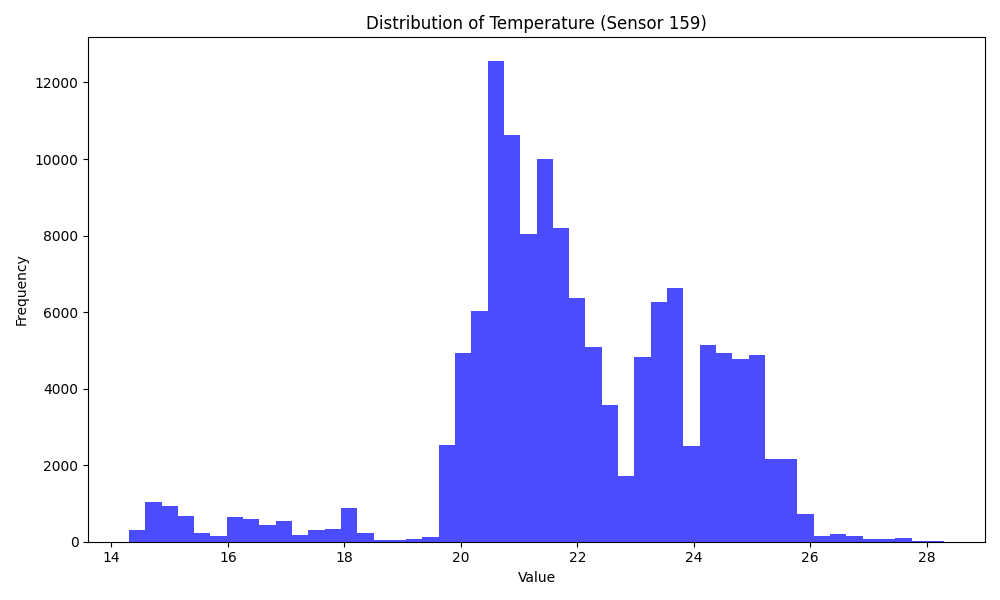 Distribution of Temperature (Sensor 159)
12000
10000
8000
6000
4000
2000
0
Frequency
14 16 18 20 22 24 26 28
Value